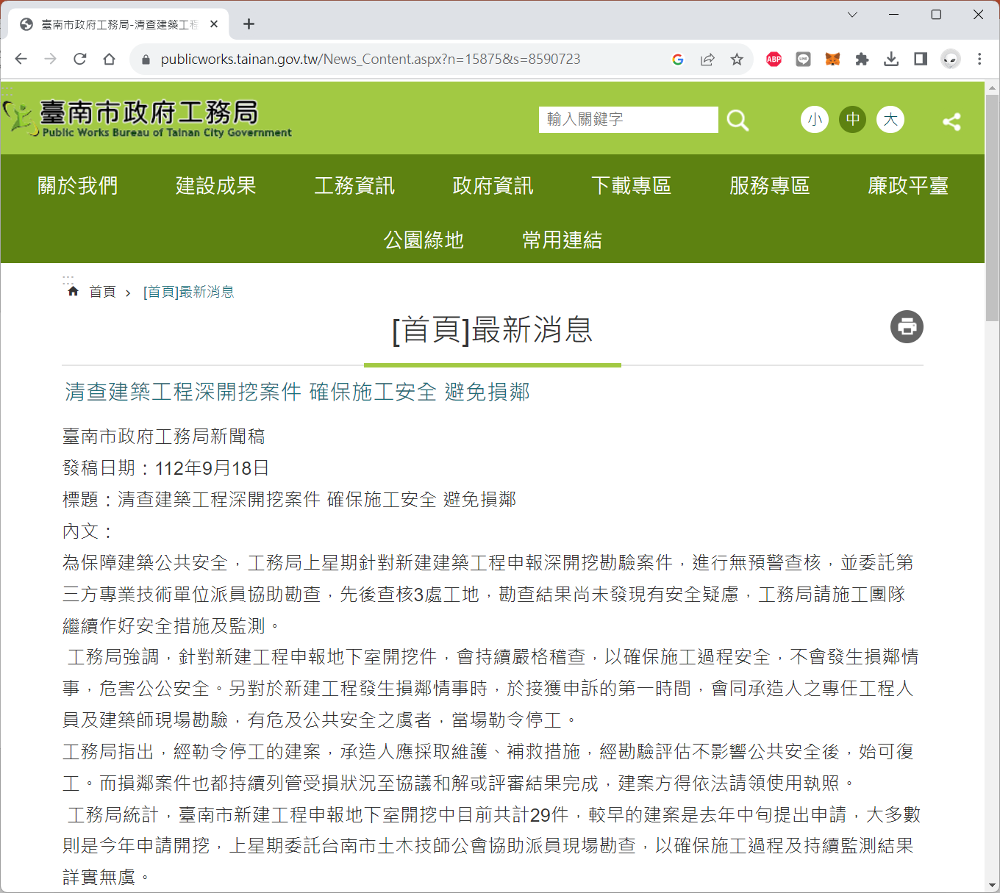 臺南市政府工務局-清查建築工程
publicworks.tainan.gov.tw/News_Content.aspx?n=15875&s=8590723
ABP
LINE
臺南市政府工務局
Public Works Bureau of Tainan City Government
輸入關鍵字
小
中
大
關於我們 建設成果 工務資訊 政府資訊 下載專區 服務專區 廉政平臺
公園綠地 常用連結
首頁 › [首頁]最新消息
[首頁]最新消息
清查建築工程深開挖案件 確保施工安全 避免損鄰
臺南市政府工務局新聞稿
發稿日期：112年9月18日
標題：清查建築工程深開挖案件 確保施工安全 避免損鄰
內文：
為保障建築公共安全，工務局上星期針對新建建築工程申報深開挖勘驗案件，進行無預警查核，並委託第
三方專業技術單位派員協助勘查，先後查核3處工地，勘查結果尚未發現有安全疑慮，工務局請施工團隊
繼續作好安全措施及監測。
工務局強調，針對新建工程申報地下室開挖件，會持續嚴格稽查，以確保施工過程安全，不會發生損鄰情
事，危害公公安全。另對於新建工程發生損鄰情事時，於接獲申訴的第一時間，會同承造人之專任工程人
員及建築師現場勘驗，有危及公共安全之虞者，當場勒令停工。
工務局指出，經勒令停工的建案，承造人應採取維護、補救措施，經勘驗評估不影響公共安全後，始可復
工。而損鄰案件也都持續列管受損狀況至協議和解或評審結果完成，建案方得依法請領使用執照。
工務局統計，臺南市新建工程申報地下室開挖中目前共計29件，較早的建案是去年中旬提出申請，大多數
則是今年申請開挖，上星期委託台南市土木技師公會協助派員現場勘查，以確保施工過程及持續監測結果
詳實無虞。